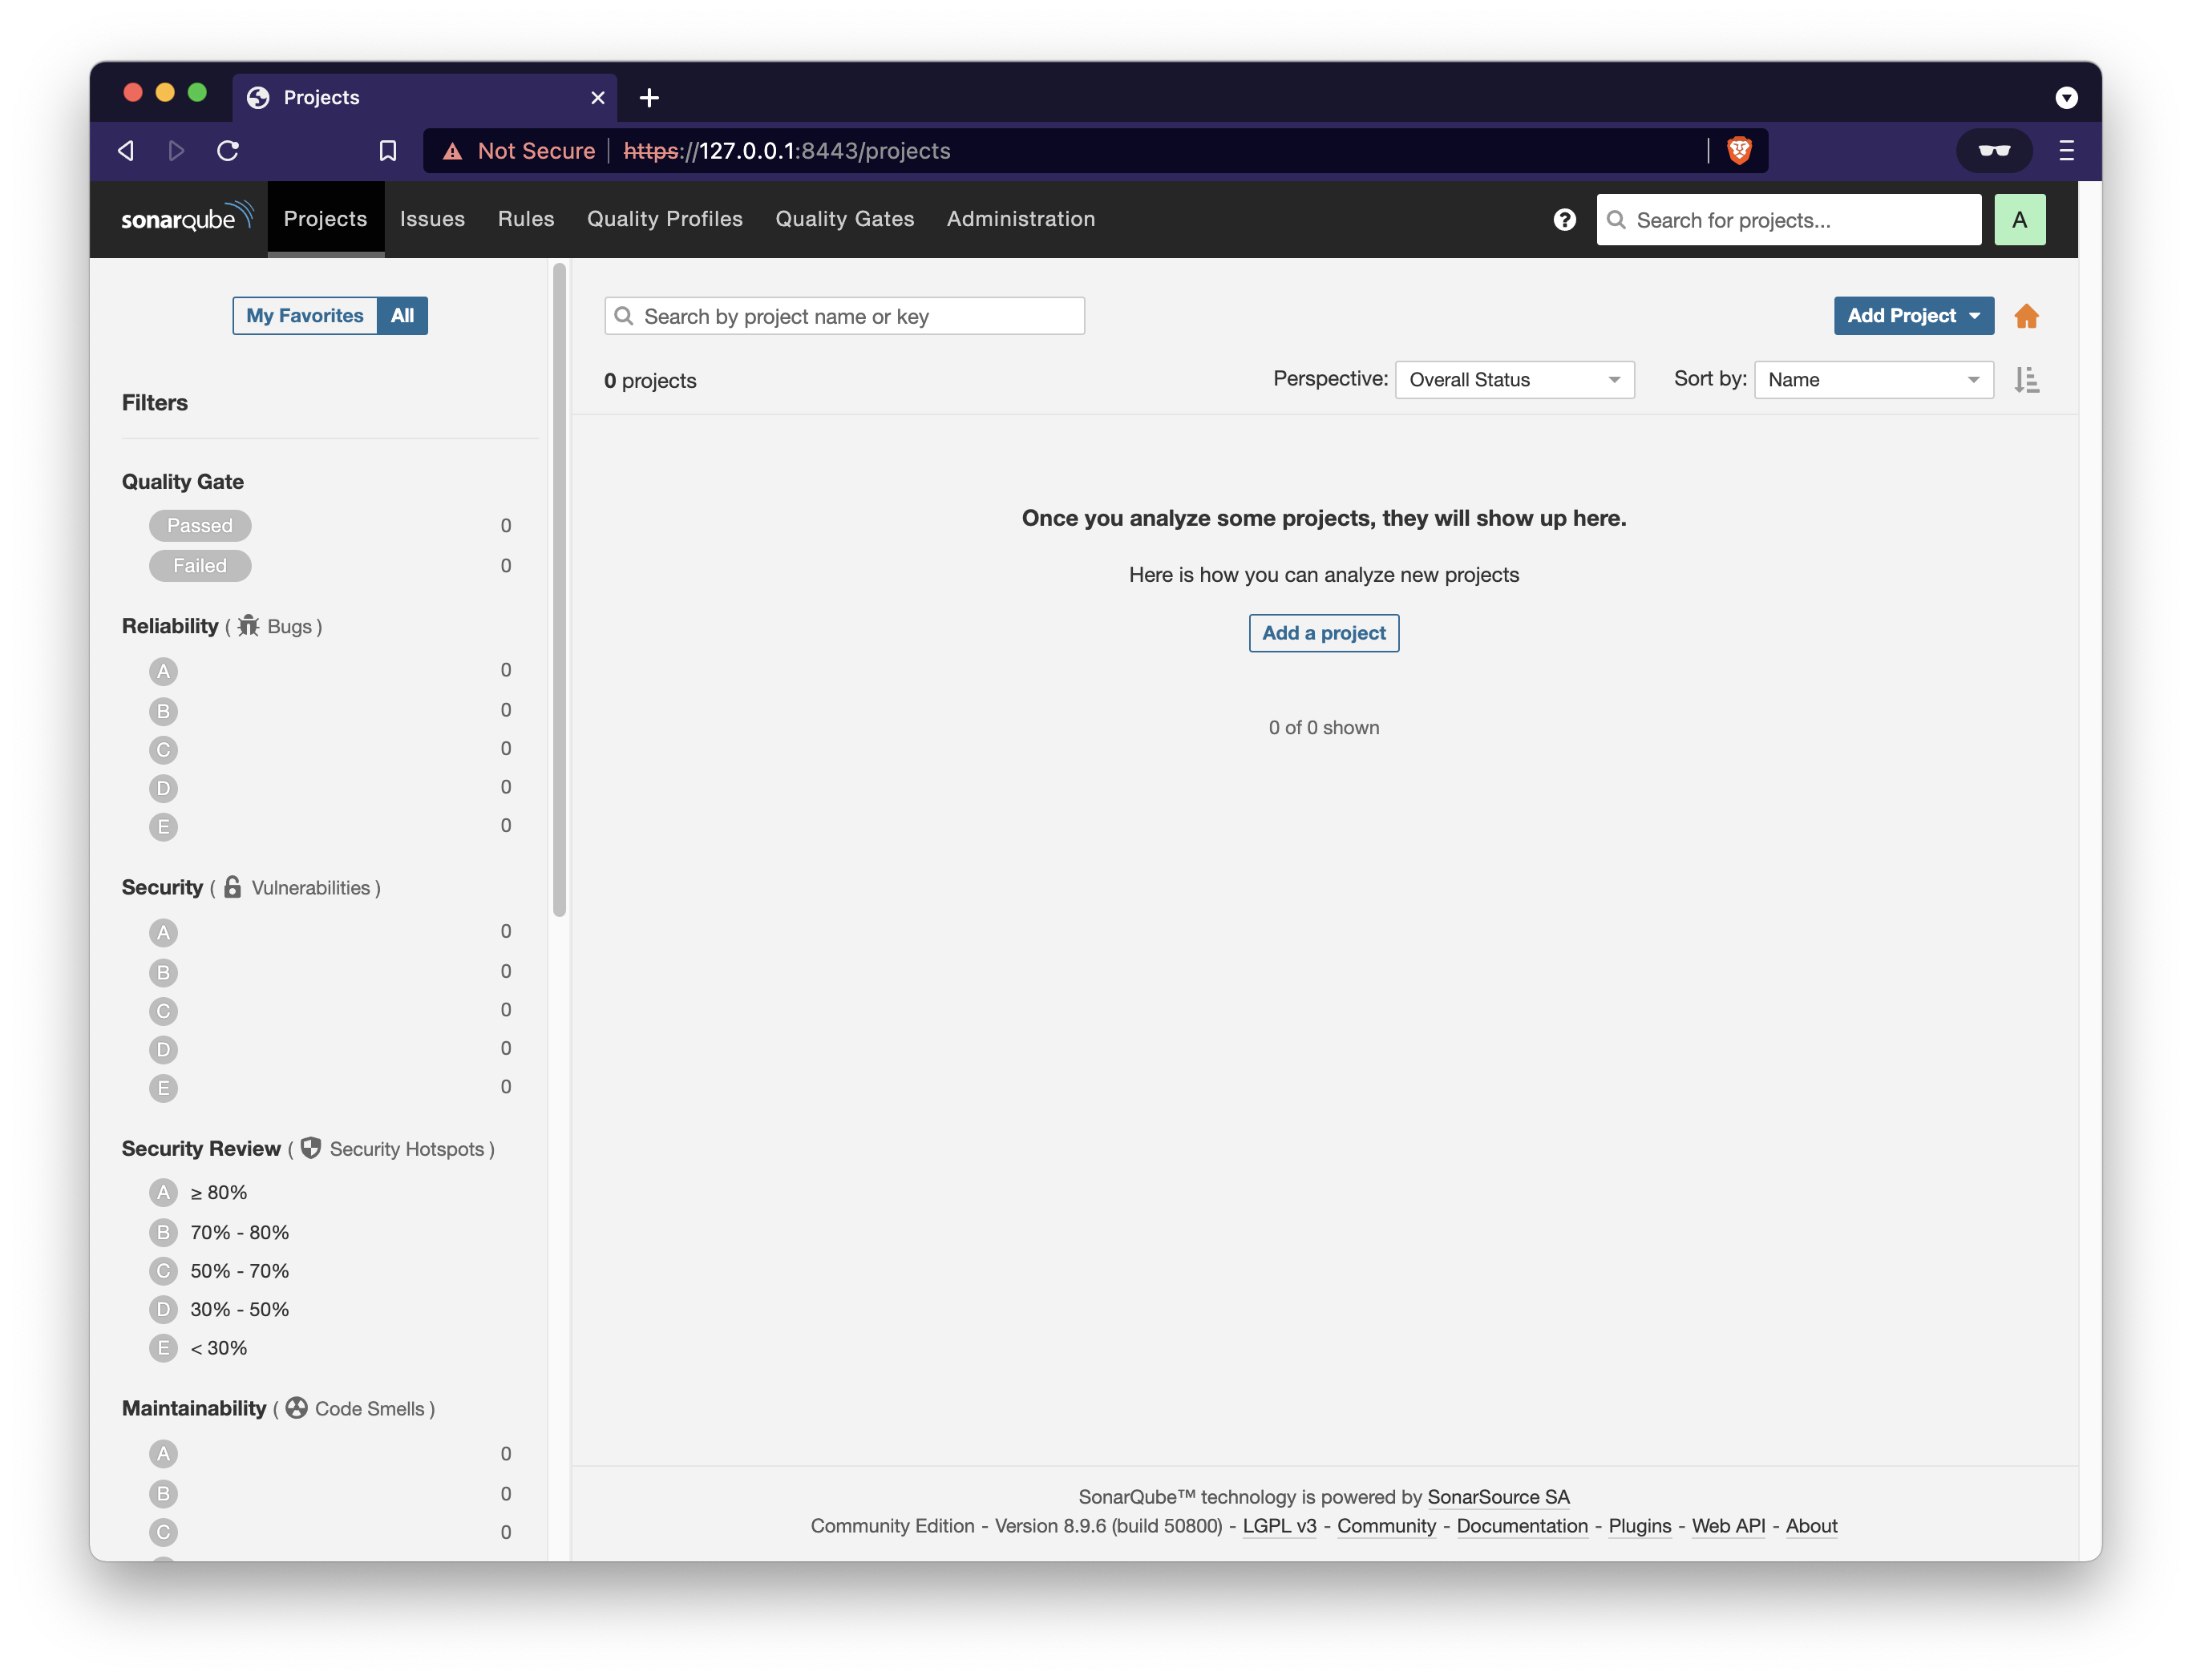 Projects
Not Secure https://127.0.0.1:8443/projects
sonarqube Projects Issues Rules Quality Profiles Quality Gates Administration ? Search for projects... A
My Favorites All
Search by project name or key
Add Project
0 projects
Perspective: Overall Status
Sort by: Name
Filters
Quality Gate
Passed 0
Failed 0
Reliability ( Bugs )
A 0
B 0
C 0
D 0
E 0
Security ( Vulnerabilities )
A 0
B 0
C 0
D 0
E 0
Security Review ( Security Hotspots )
A ≥ 80%
B 70% - 80%
C 50% - 70%
D 30% - 50%
E < 30%
Maintainability ( Code Smells )
A 0
B 0
C 0
Once you analyze some projects, they will show up here.
Here is how you can analyze new projects
Add a project
0 of 0 shown
SonarQube™ technology is powered by SonarSource SA
Community Edition - Version 8.9.6 (build 50800) - LGPL v3 - Community - Documentation - Plugins - Web API - About